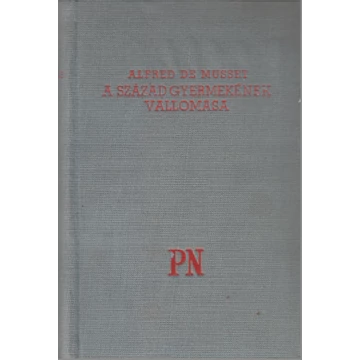 ALFRED DE MUSSET
A SZÁZAD GYERMEKÉNEK
VALLOMÁSA
PN